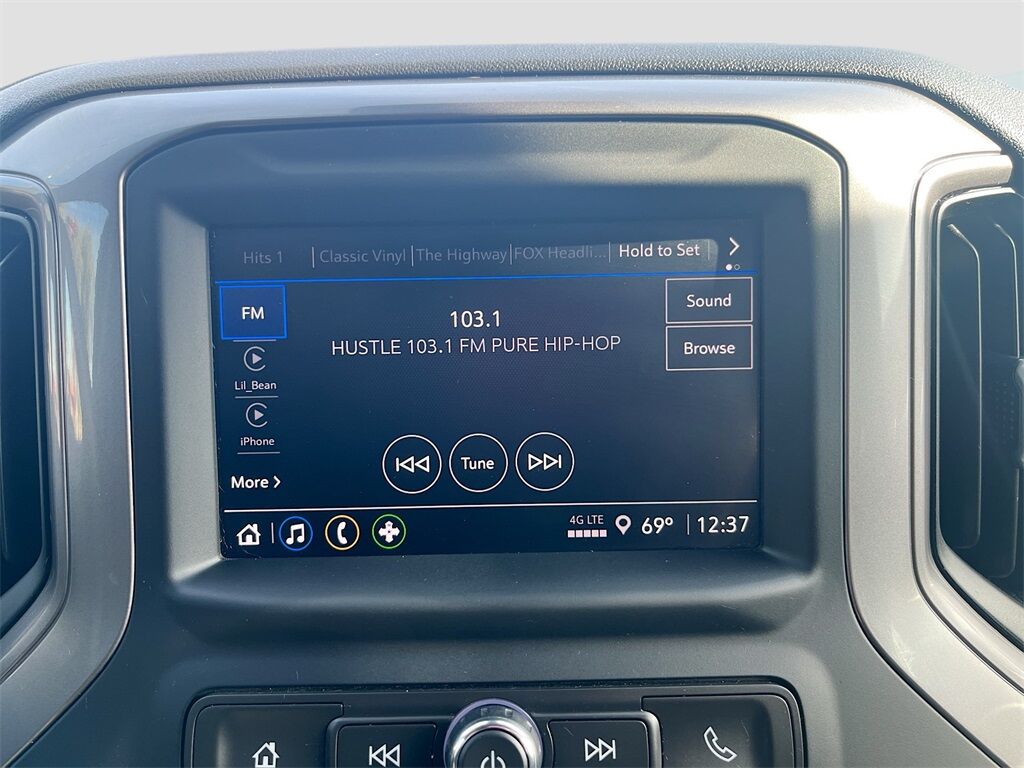 Hits 1 Classic Vinyl The Highway FOX Headli... Hold to Set
FM
103.1
HUSTLE 103.1 FM PURE HIP-HOP
Sound
Browse
Lil_Bean
iPhone
More
Tune
4G LTE
69° 12:37